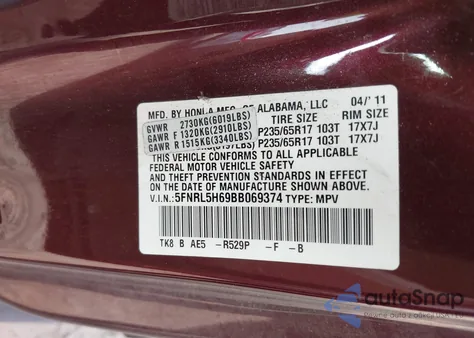 MFD. BY HONDA MFG. OF ALABAMA, LLC 04/'11
GVWR 2730KG(6019LBS) TIRE SIZE RIM SIZE
GAWR F 1320KG(2910LBS) P235/65R17 103T 17X7J
GAWR R 1515KG(3340LBS) P235/65R17 103T 17X7J
THIS VEHICLE CONFORMS TO ALL APPLICABLE
FEDERAL MOTOR VEHICLE SAFETY
AND THEFT PREVENTION STANDARDS IN EFFECT
ON THE DATE OF MANUFACTURE SHOWN ABOVE.
V.I.N.: 5FNRL5H69BB069374 TYPE: MPV
TK8 B AE5 -R529P -F -B
autoSnap